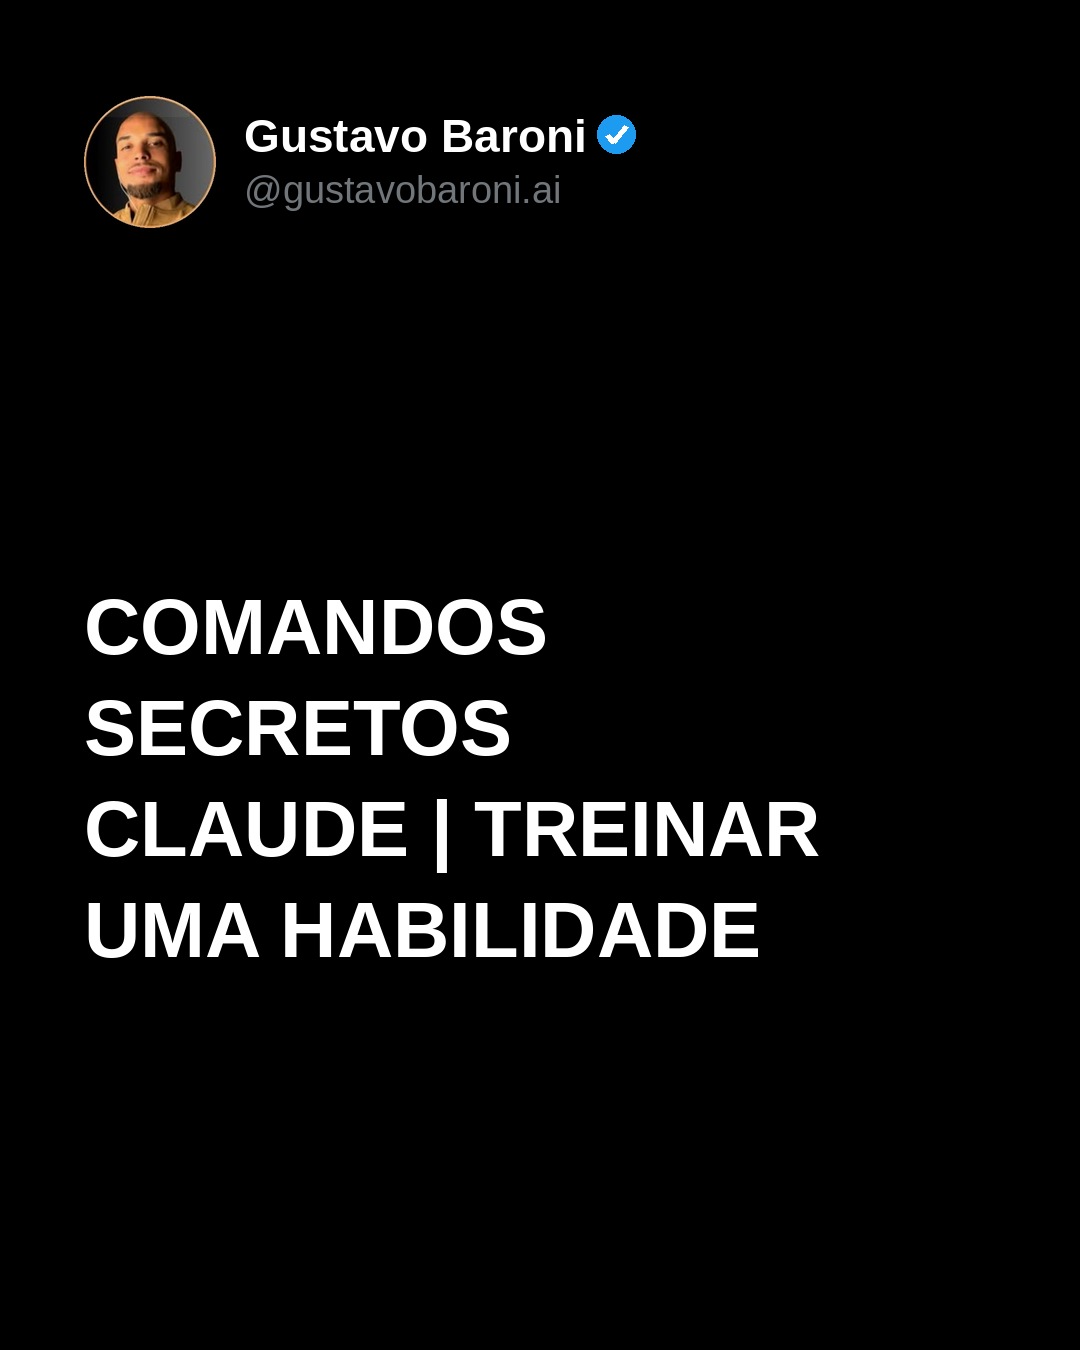 Gustavo Baroni
@gustavobaroni.ai
COMANDOS
SECRETOS
CLAUDE | TREINAR
UMA HABILIDADE